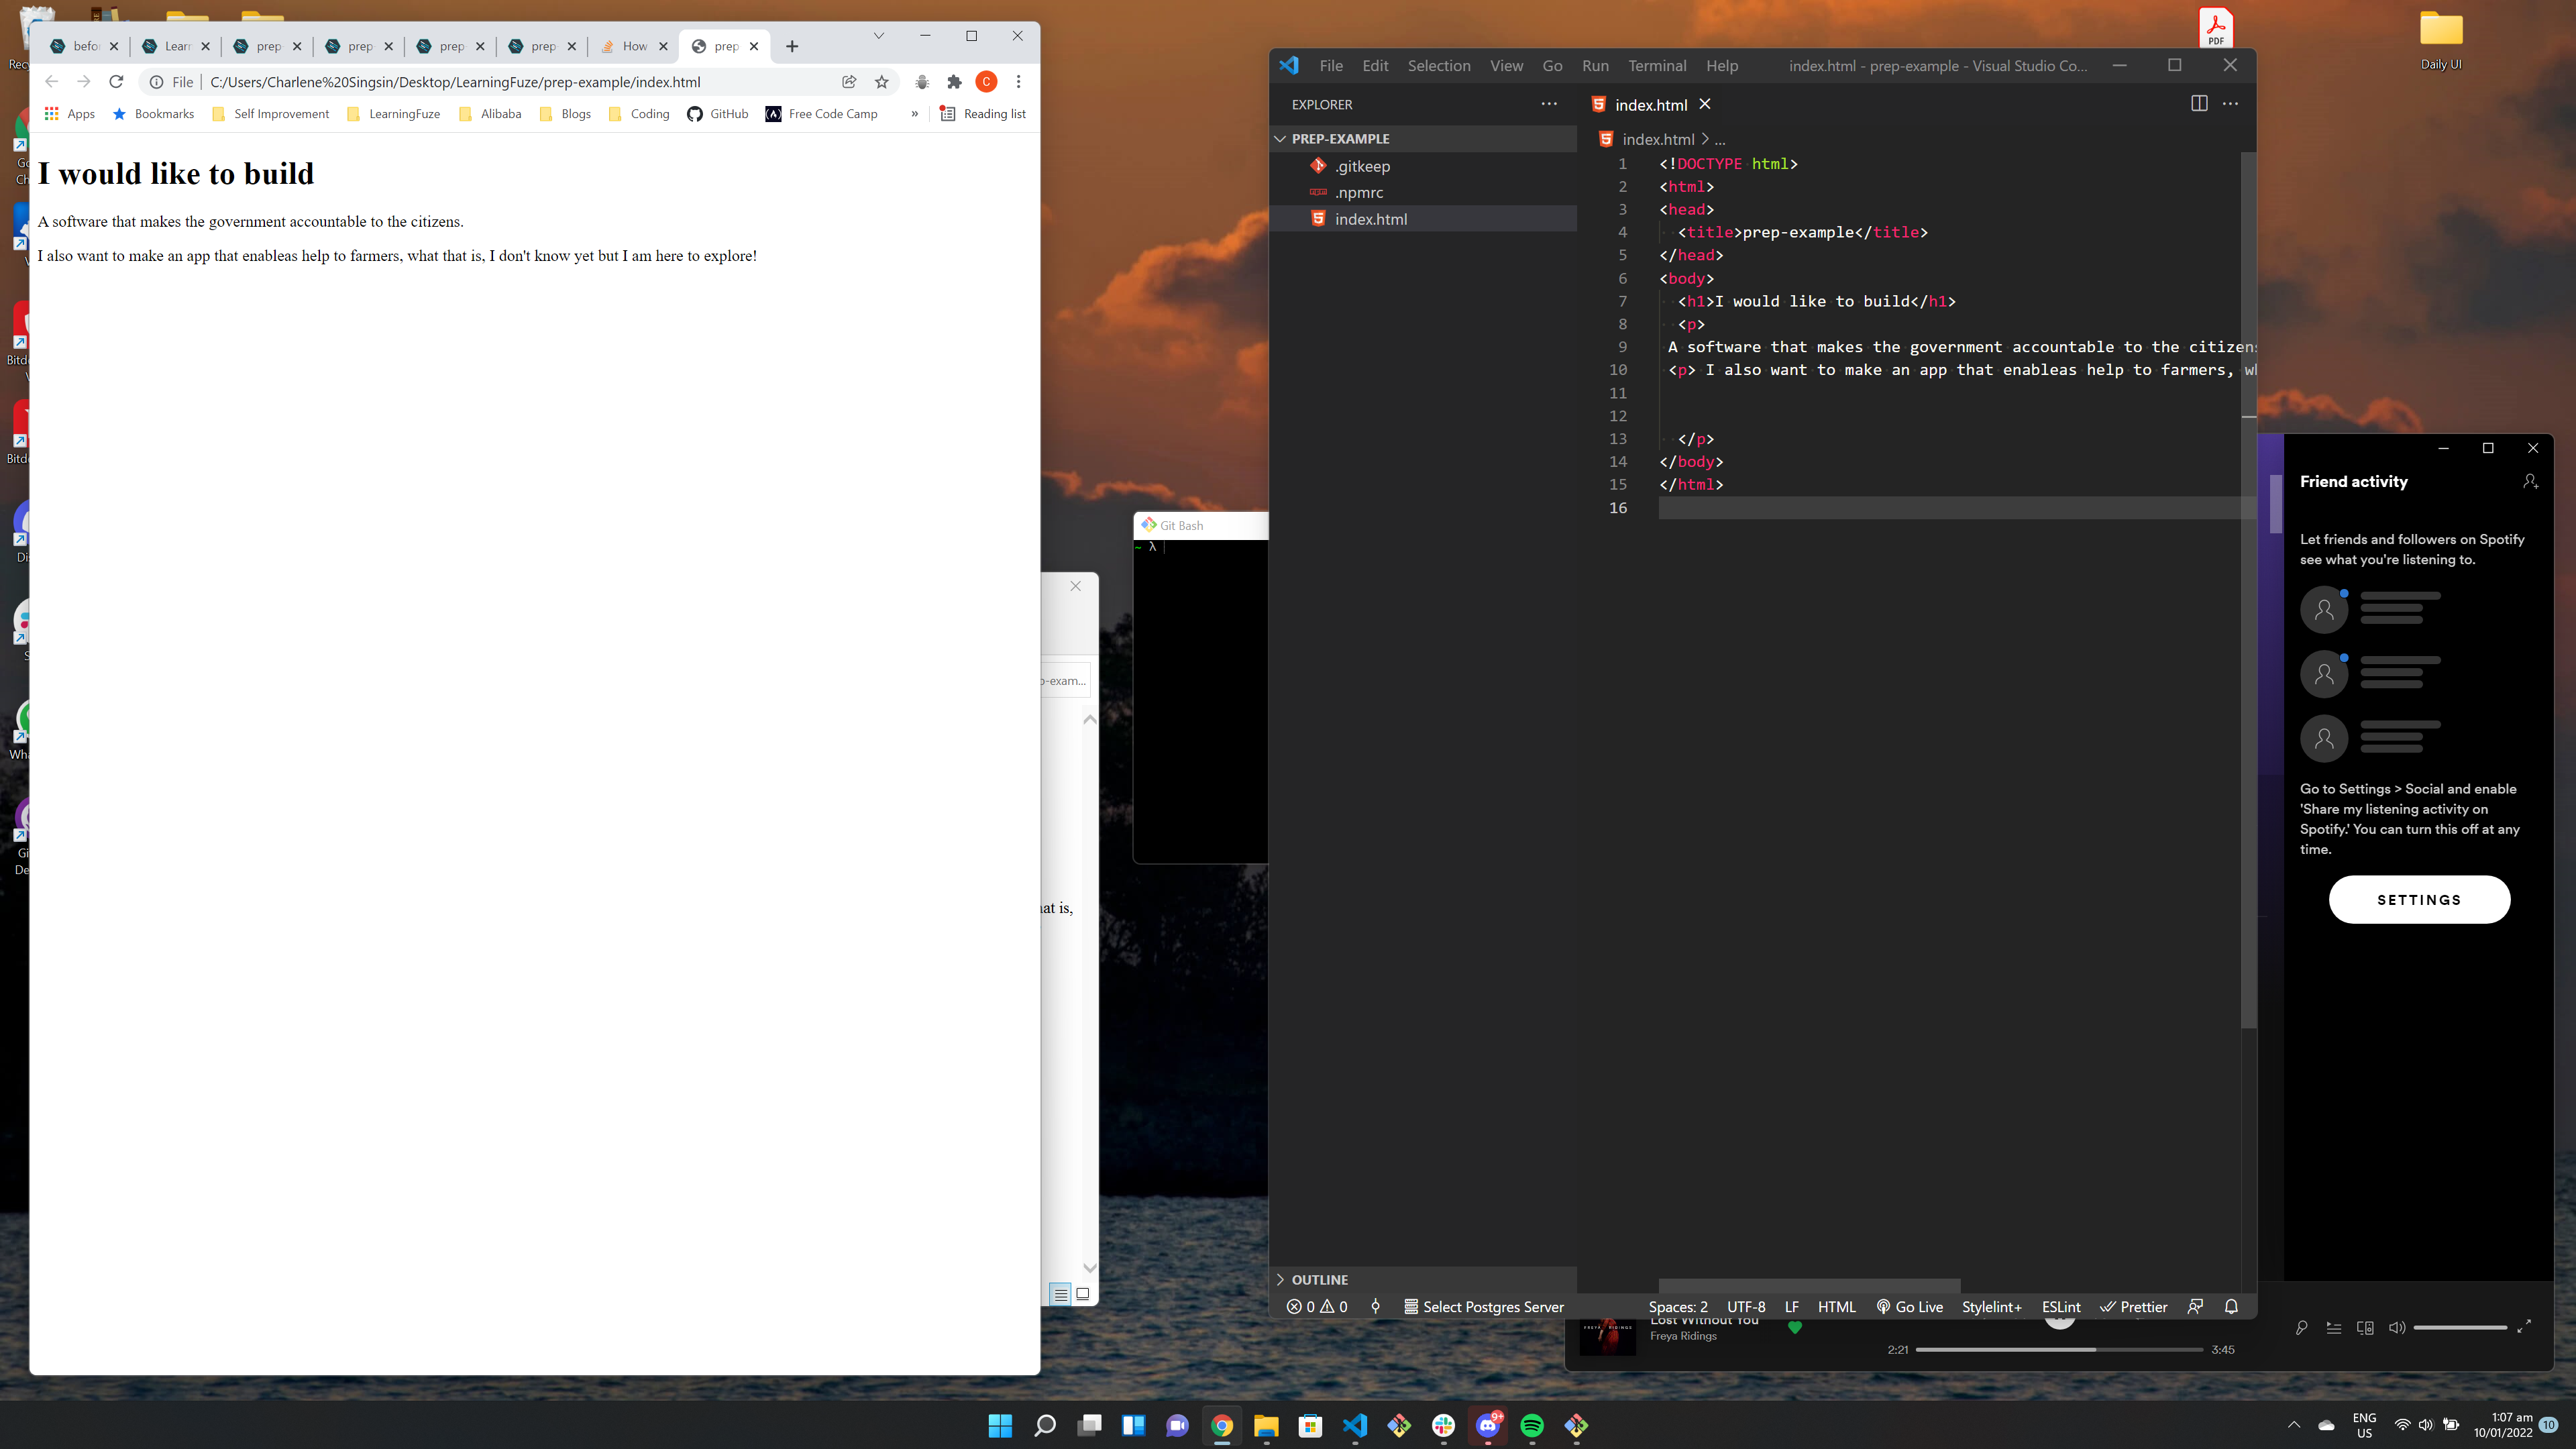 befor
Learn
prep
prep
prep
prep
How
prep
File
C:/Users/Charlene%20Singsin/Desktop/LearningFuze/prep-example/index.html
C
Apps
Bookmarks
Self Improvement
LearningFuze
Alibaba
Blogs
Coding
GitHub
Free Code Camp
»
Reading list
I would like to build
A software that makes the government accountable to the citizens.
I also want to make an app that enableas help to farmers, what that is, I don't know yet but I am here to explore!
p-exam...
hat is,
Git Bash
~ λ
File Edit Selection View Go Run Terminal Help
index.html - prep-example - Visual Studio Co...
EXPLORER
PREP-EXAMPLE
.gitkeep
.npmrc
index.html
OUTLINE
index.html
index.html > ...
1 <!DOCTYPE html>
2 <html>
3 <head>
4 <title>prep-example</title>
5 </head>
6 <body>
7 <h1>I would like to build</h1>
8 <p>
9 A software that makes the government accountable to the citizens
10 <p> I also want to make an app that enableas help to farmers, wh
11
12
13 </p>
14 </body>
15 </html>
16
0 0 Select Postgres Server Spaces: 2 UTF-8 LF HTML Go Live Stylelint+ ESLint Prettier
PDF
Daily UI
Friend activity
Let friends and followers on Spotify
see what you're listening to.
Go to Settings > Social and enable
'Share my listening activity on
Spotify.' You can turn this off at any
time.
SETTINGS
FREYA RIDINGS
Lost Without You
Freya Ridings
2:21
3:45
9+
ENG
US
1:07 am
10/01/2022
10